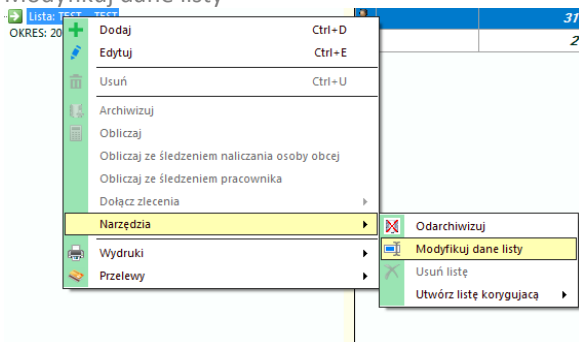 Modyfikuj dane listy
Lista: TEST - TEST
OKRES: 20
31
2
Dodaj Ctrl+D
Edytuj Ctrl+E
Usuń Ctrl+U
Archiwizuj
Obliczaj
Obliczaj ze śledzeniem naliczania osoby obcej
Obliczaj ze śledzeniem pracownika
Dołącz zlecenia
Narzędzia
Wydruki
Przelewy
Odarchiwizuj
Modyfikuj dane listy
Usuń listę
Utwórz listę korygujacą